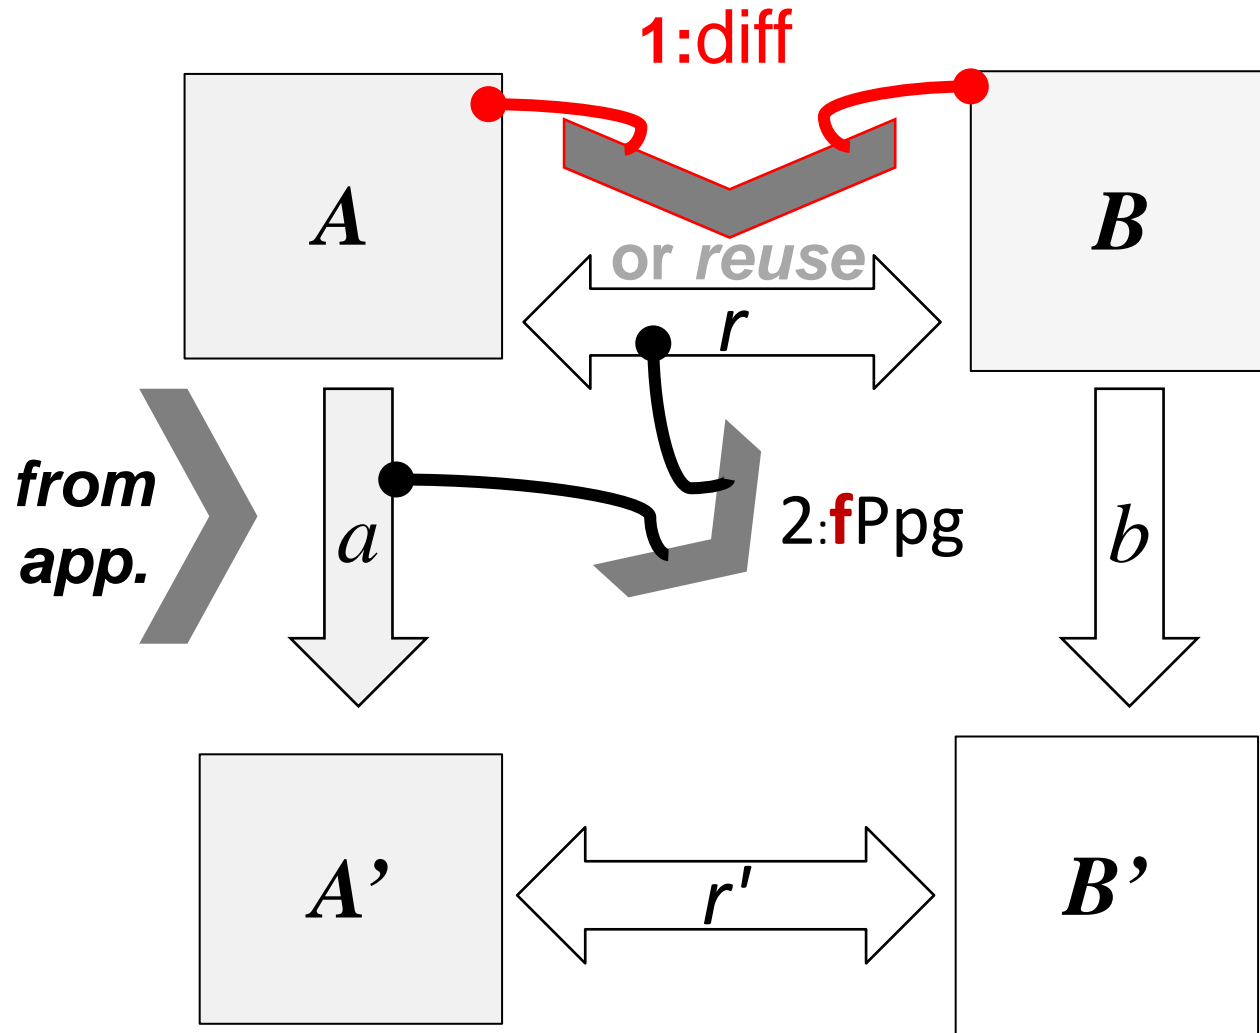 1:diff
A
B
or reuse
r
from
app.
a
2:fPpg
b
A’
r'
B’